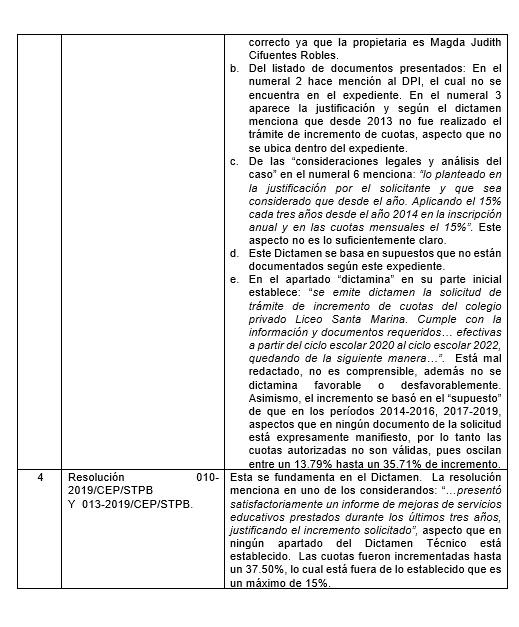 correcto ya que la propietaria es Magda Judith
Cifuentes Robles.
b. Del listado de documentos presentados: En el
numeral 2 hace mención al DPI, el cual no se
encuentra en el expediente. En el numeral 3
aparece la justificación y según el dictamen
menciona que desde 2013 no fue realizado el
trámite de incremento de cuotas, aspecto que no
se ubica dentro del expediente.
c. De las “consideraciones legales y análisis del
caso” en el numeral 6 menciona: “lo planteado en
la justificación por el solicitante y que sea
considerado que desde el año. Aplicando el 15%
cada tres años desde el año 2014 en la inscripción
anual y en las cuotas mensuales el 15%”. Este
aspecto no es lo suficientemente claro.
d. Este Dictamen se basa en supuestos que no están
documentados según este expediente.
e. En el apartado “dictamina” en su parte inicial
establece: “se emite dictamen la solicitud de
trámite de incremento de cuotas del colegio
privado Liceo Santa Marina. Cumple con la
información y documentos requeridos… efectivas
a partir del ciclo escolar 2020 al ciclo escolar 2022,
quedando de la siguiente manera…”. Está mal
redactado, no es comprensible, además no se
dictamina favorable o desfavorablemente.
Asimismo, el incremento se basó en el “supuesto”
de que en los períodos 2014-2016, 2017-2019,
aspectos que en ningún documento de la solicitud
está expresamente manifiesto, por lo tanto las
cuotas autorizadas no son válidas, pues oscilan
entre un 13.79% hasta un 35.71% de incremento.
4
Resolución 010-
2019/CEP/STPB
Y 013-2019/CEP/STPB.
Esta se fundamenta en el Dictamen. La resolución
menciona en uno de los considerandos: “…presentó
satisfactoriamente un informe de mejoras de servicios
educativos prestados durante los últimos tres años,
justificando el incremento solicitado”, aspecto que en
ningún apartado del Dictamen Técnico está
establecido. Las cuotas fueron incrementadas hasta
un 37.50%, lo cual está fuera de lo establecido que es
un máximo de 15%.